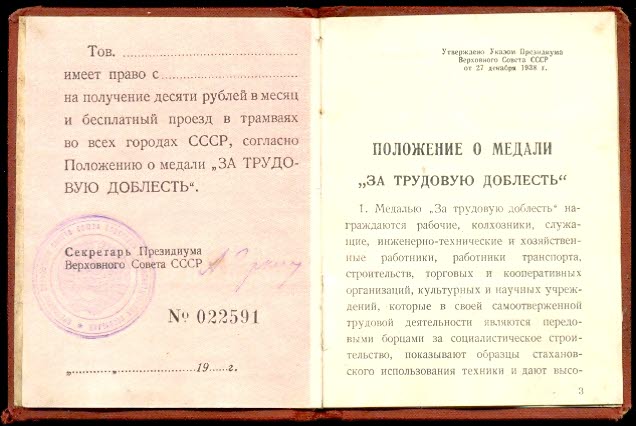 Тов. ........................................
имеет право с ................................
на получение десяти рублей в месяц
и бесплатный проезд в трамваях
во всех городах СССР, согласно
Положению о медали „ЗА ТРУДО-
ВУЮ ДОБЛЕСТЬ“.
Секретарь Президиума
Верховного Совета СССР
№ 022591
„........“ ........................19.....г.
Утверждено Указом Президиума
Верховного Совета СССР
от 27 декабря 1938 г.
ПОЛОЖЕНИЕ О МЕДАЛИ
„ЗА ТРУДОВУЮ ДОБЛЕСТЬ“
1. Медалью „За трудовую доблесть“ на-
граждаются рабочие, колхозники, служа-
щие, инженерно-технические и хозяйствен-
ные работники, работники транспорта,
строительств, торговых и кооперативных
организаций, культурных и научных учреж-
дений, которые в своей самоотверженной
трудовой деятельности являются передо-
выми борцами за социалистическое строи-
тельство, показывают образцы стаханов-
ского использования техники и дают высо-
3